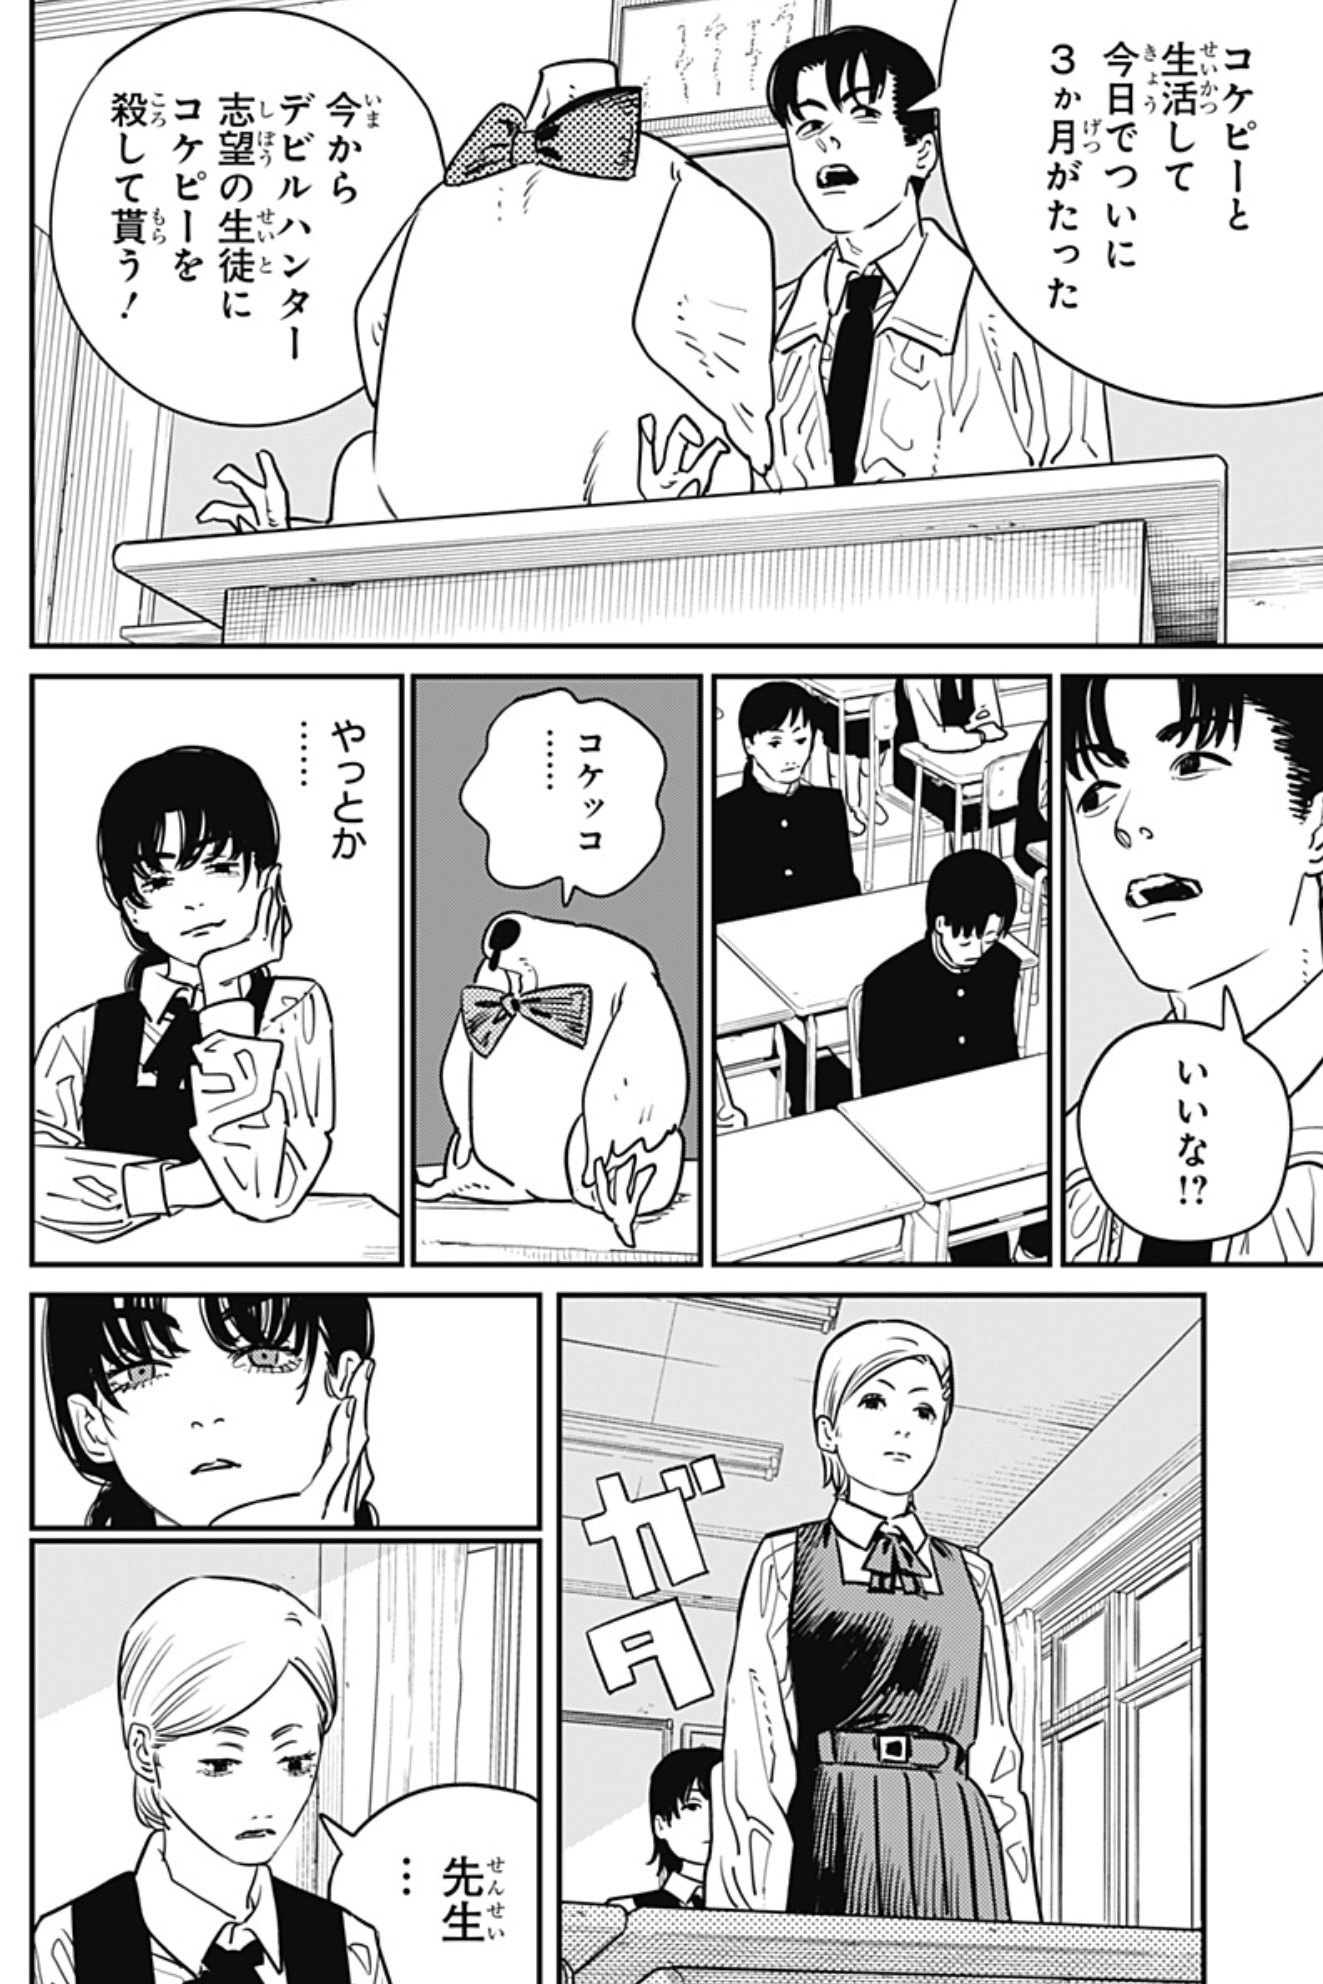 コケピーと
生活して
今日でついに
3ヵ月がたった
今から
デビルハンター
志望の生徒に
コケピーを
殺して貰う！
いいな!?
コケッコ
……
やっとか
……
ガタ
先生
…